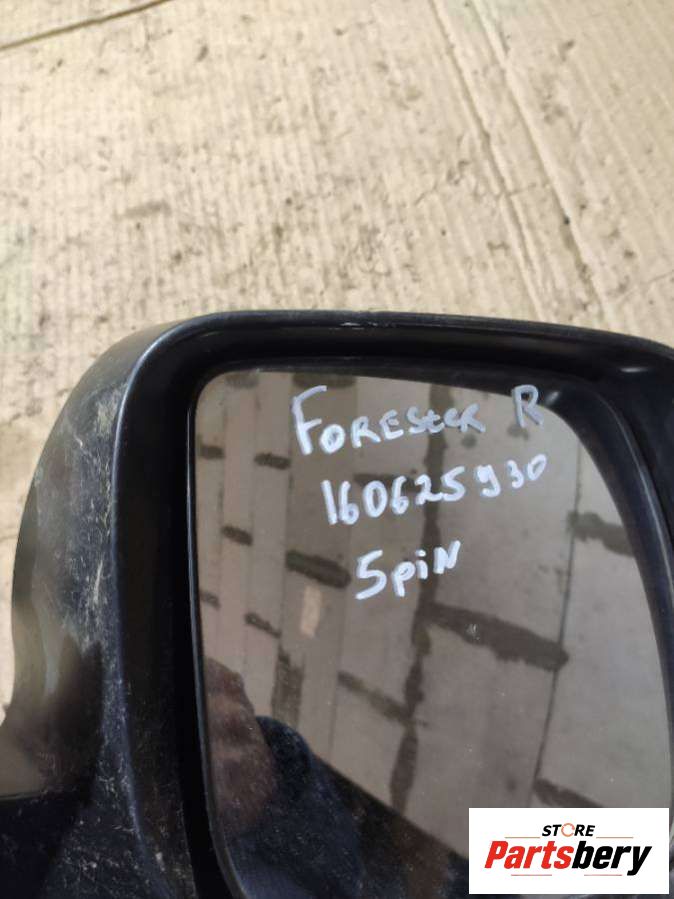 FORESTER R
160625930
5piN
STORE
Partsbery